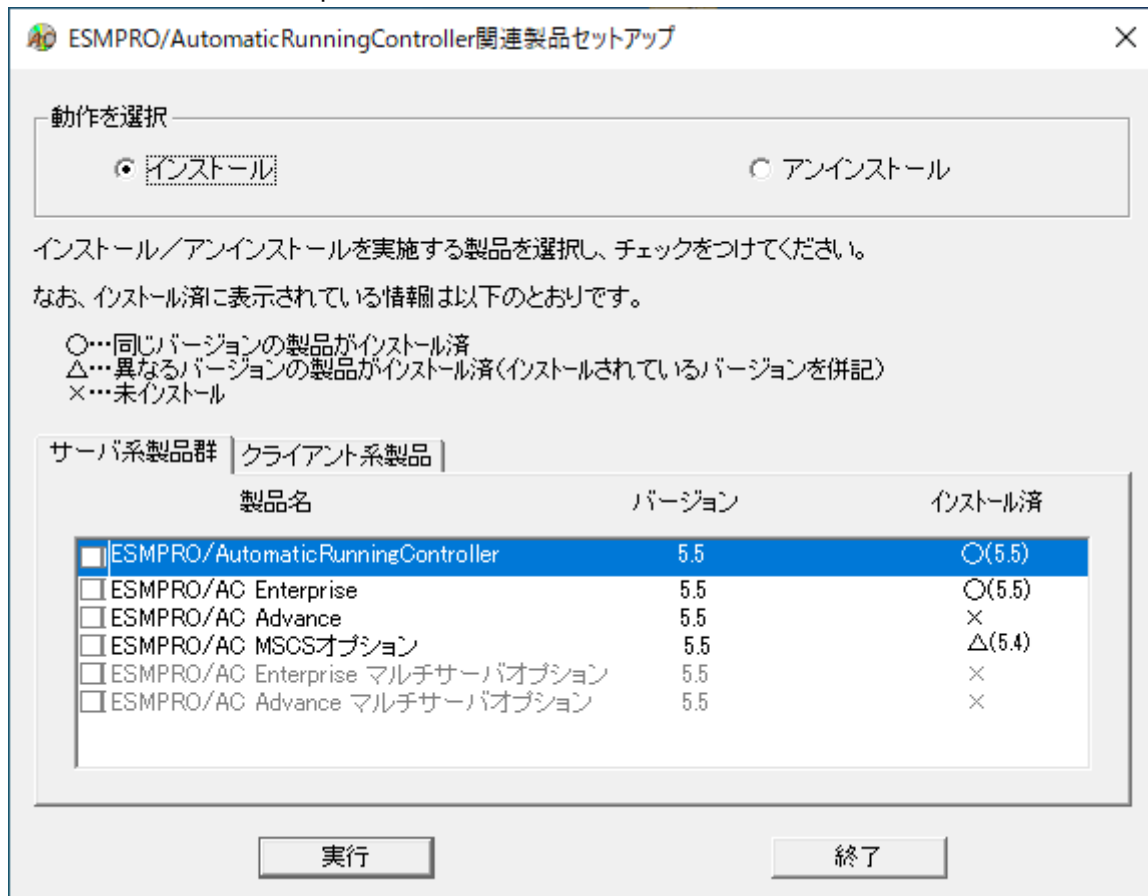 ESMPRO/AutomaticRunningController関連製品セットアップ
動作を選択
インストール
アンインストール
インストール／アンインストールを実施する製品を選択し、チェックをつけてください。
なお、インストール済に表示されている情報は以下のとおりです。
○…同じバージョンの製品がインストール済
△…異なるバージョンの製品がインストール済(インストールされているバージョンを併記)
×…未インストール
サーバ系製品群 クライアント系製品
製品名 バージョン インストール済
ESMPRO/AutomaticRunningController 5.5 ○(5.5)
ESMPRO/AC Enterprise 5.5 ○(5.5)
ESMPRO/AC Advance 5.5 ×
ESMPRO/AC MSCSオプション 5.5 △(5.4)
ESMPRO/AC Enterprise マルチサーバオプション 5.5 ×
ESMPRO/AC Advance マルチサーバオプション 5.5 ×
実行 終了